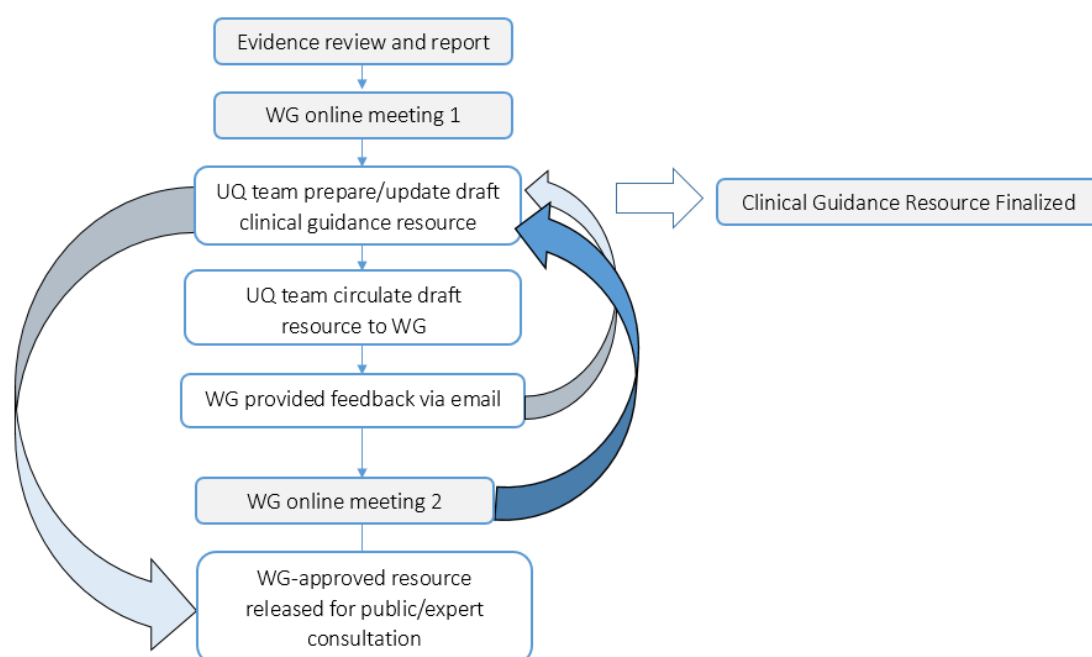 Evidence review and report
WG online meeting 1
UQ team prepare/update draft
clinical guidance resource
Clinical Guidance Resource Finalized
UQ team circulate draft
resource to WG
WG provided feedback via email
WG online meeting 2
WG-approved resource
released for public/expert
consultation